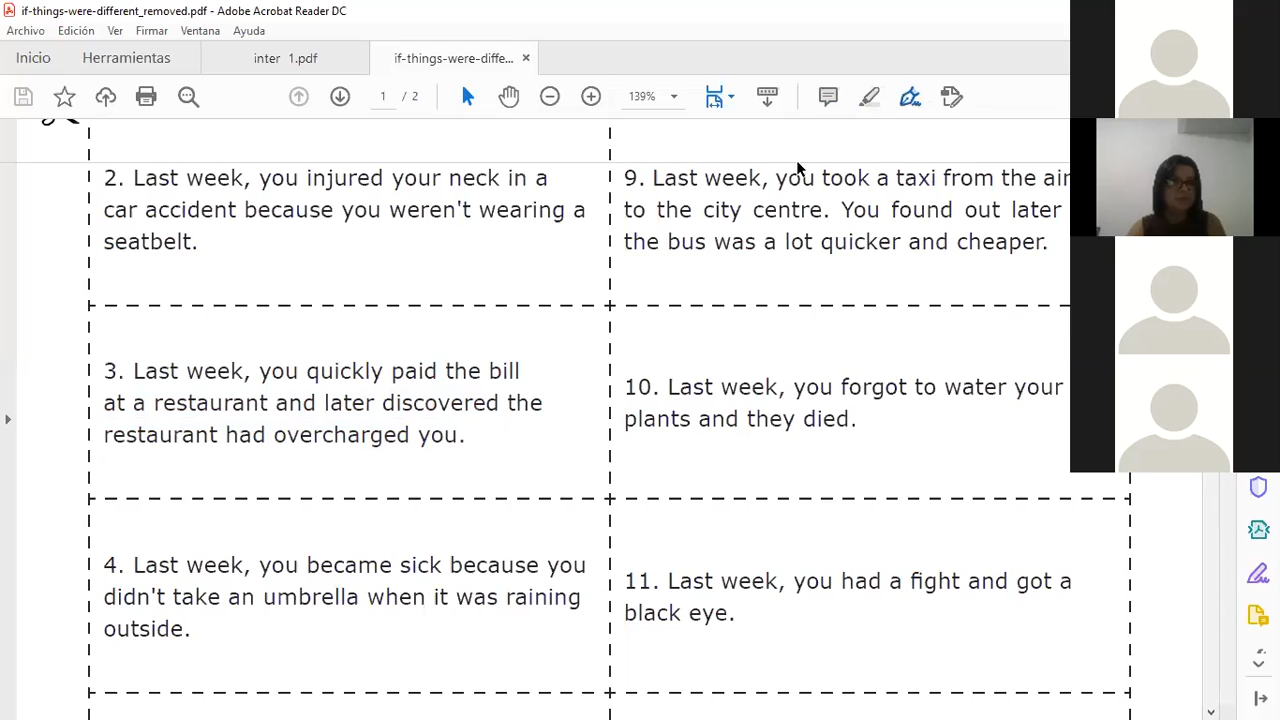 if-things-were-different_removed.pdf - Adobe Acrobat Reader DC
Archivo Edición Ver Firmar Ventana Ayuda
Inicio Herramientas inter 1.pdf if-things-were-diffe... ×
1 / 2 139%
2. Last week, you injured your neck in a
car accident because you weren't wearing a
seatbelt.
9. Last week, you took a taxi from the
to the city centre. You found out later
the bus was a lot quicker and cheaper.
3. Last week, you quickly paid the bill
at a restaurant and later discovered the
restaurant had overcharged you.
10. Last week, you forgot to water your
plants and they died.
4. Last week, you became sick because you
didn't take an umbrella when it was raining
outside.
11. Last week, you had a fight and got a
black eye.